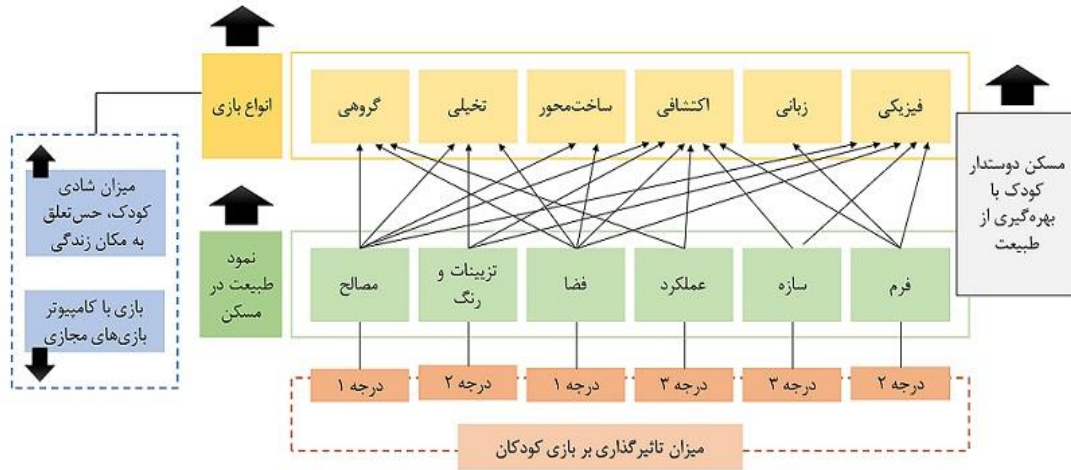 انواع بازی
فیزیکی
زبانی
اکتشافی
ساخت‌محور
تخیلی
گروهی
مسکن دوستدار
کودک با
بهره‌گیری از
طبیعت
میزان شادی
کودک، حس‌تعلق
به مکان زندگی
بازی با کامپیوتر
بازی‌های مجازی
نمود
طبیعت در
مسکن
فرم
سازه
عملکرد
فضا
تزیینات و
رنگ
مصالح
درجه ۲
درجه ۳
درجه ۳
درجه ۱
درجه ۲
درجه ۱
میزان تاثیرگذاری بر بازی کودکان